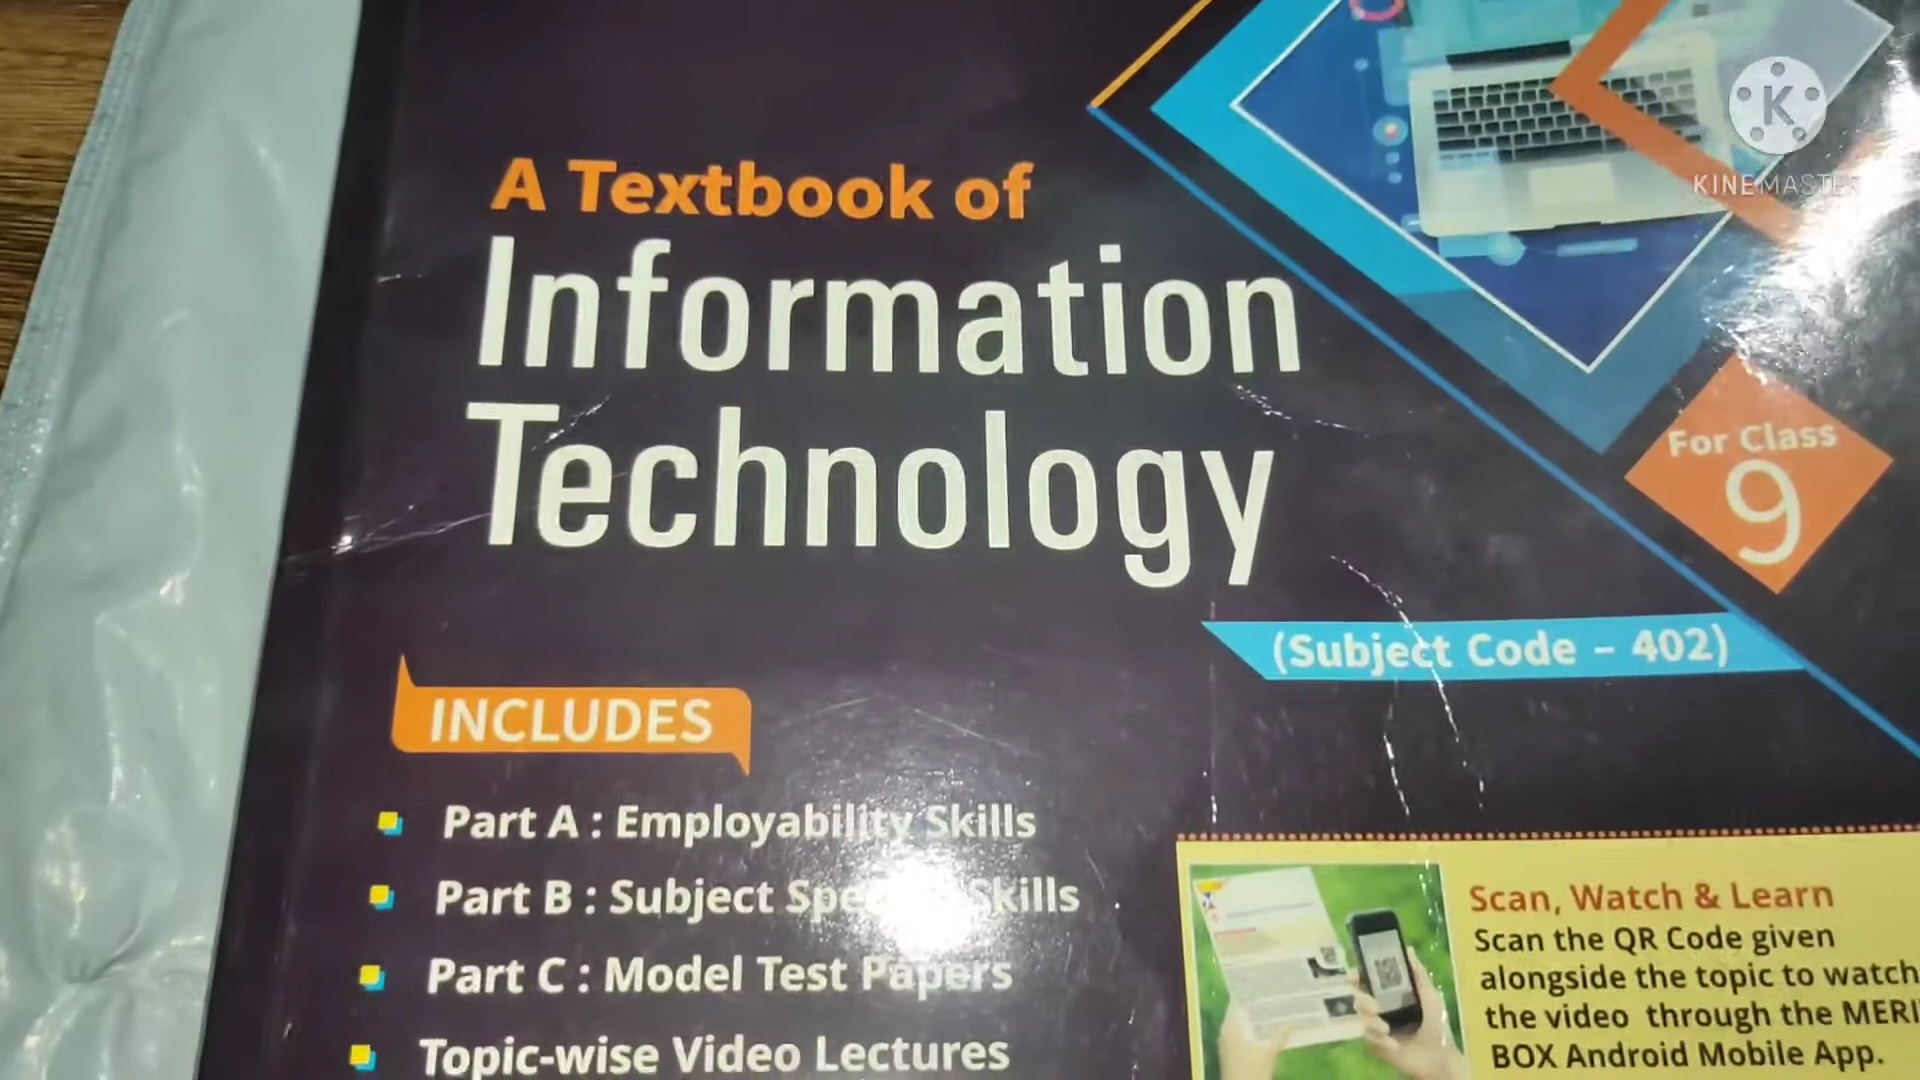 A Textbook of
Information
Technology
For Class
9
(Subject Code – 402)
INCLUDES
Part A : Employability Skills
Part B : Subject Skills
Part C : Model Test Papers
Topic-wise Video Lectures
Scan, Watch & Learn
Scan the QR Code given
alongside the topic to watch
the video through the MERI
BOX Android Mobile App.
K
KINEMASTER